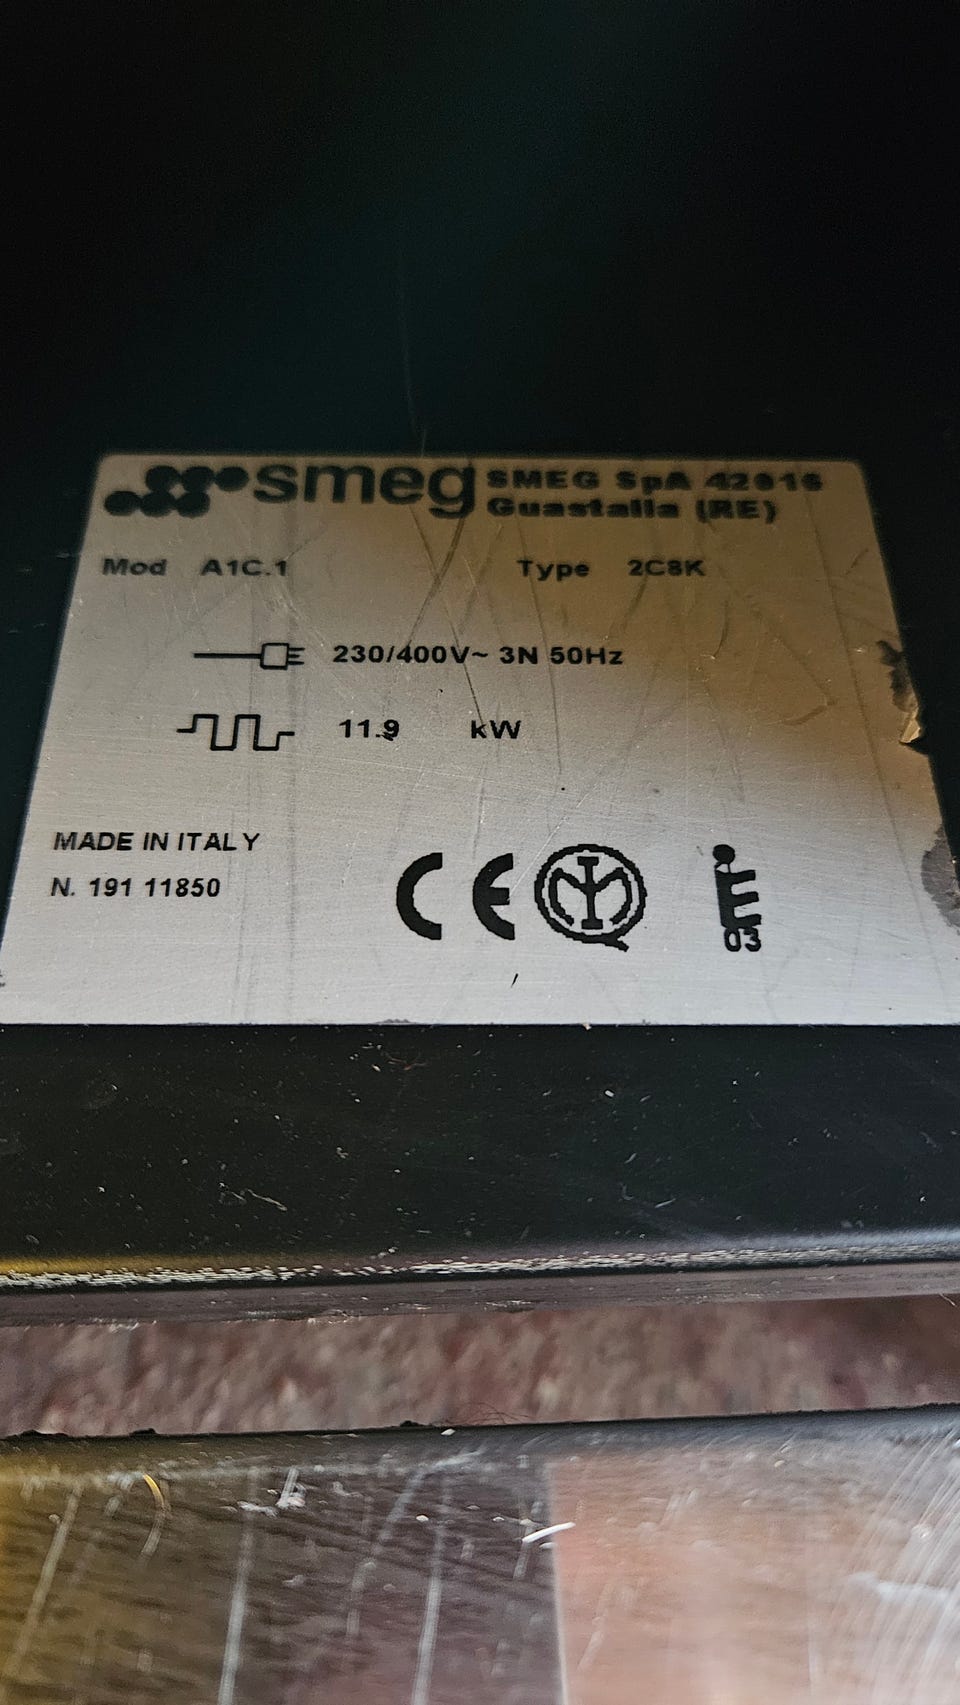 smeg SMEG SpA 42016
Guastalla (RE)
Mod A1C.1 Type 2C8K
230/400V~ 3N 50Hz
11.9 kW
MADE IN ITALY
N. 191 11850
CE IMQ
03